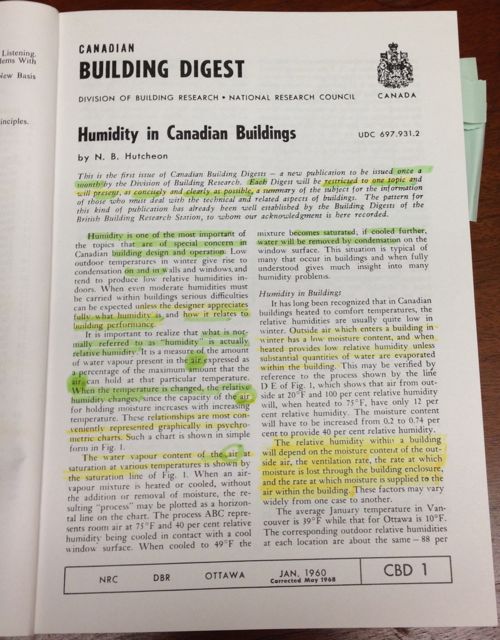 Listening.
lems With
New Basis
inciples.
CANADIAN
BUILDING DIGEST
DIVISION OF BUILDING RESEARCH • NATIONAL RESEARCH COUNCIL
CANADA
Humidity in Canadian Buildings
UDC 697.931.2
by N. B. Hutcheon
This is the first issue of Canadian Building Digests — a new publication to be issued once a
month by the Division of Building Research. Each Digest will be restricted to one topic and
will present, as concisely and clearly as possible, a summary of the subject for the information
of those who must deal with the technical and related aspects of buildings. The pattern for
this kind of publication has already been well established by the Building Digests of the
British Building Research Station, to whom our acknowledgment is here recorded.
Humidity is one of the most important of
the topics that are of special concern in
Canadian building design and operation. Low
outdoor temperatures in winter give rise to
condensation on and in walls and windows, and
tend to produce low relative humidities in-
doors. When even moderate humidities must
be carried within buildings serious difficulties
can be expected unless the designer appreciates
fully what humidity is and how it relates to
building performance.
It is important to realize that what is nor-
mally referred to as "humidity" is actually
relative humidity. It is a measure of the amount
of water vapour present in the air expressed as
a percentage of the maximum amount that the
air can hold at that particular temperature.
When the temperature is changed, the relative
humidity changes, since the capacity of the air
for holding moisture increases with increasing
temperature. These relationships are most con-
veniently represented graphically in psychro-
metric charts. Such a chart is shown in simple
form in Fig. 1.
The water vapour content of the air at
saturation at various temperatures is shown by
the saturation line of Fig. 1. When an air-
vapour mixture is heated or cooled, without
the addition or removal of moisture, the re-
sulting "process" may be plotted as a horizon-
tal line on the chart. The process ABC repre-
sents room air at 75°F and 40 per cent relative
humidity being cooled in contact with a cool
window surface. When cooled to 49°F the
mixture becomes saturated, if cooled further,
water will be removed by condensation on the
window surface. This situation is typical of
many that occur in buildings and when fully
understood gives much insight into many
humidity problems.
Humidity in Buildings
It has long been recognized that in Canadian
buildings heated to comfort temperatures, the
relative humidities are usually quite low in
winter. Outside air which enters a building in
winter has a low moisture content, and when
heated provides low relative humidity unless
substantial quantities of water are evaporated
within the building. This may be verified by
reference to the process shown by the line
D E of Fig. 1, which shows that air from out-
side at 20°F and 100 per cent relative humidity
will, when heated to 75°F, have only 12 per
cent relative humidity. The moisture content
will have to be increased from 0.2 to 0.74 per
cent to provide 40 per cent relative humidity.
The relative humidity within a building
will depend on the moisture content of the out-
side air, the ventilation rate, the rate at which
moisture is lost through the building enclosure,
and the rate at which moisture is supplied to the
air within the building. These factors may vary
widely from one case to another.
The average January temperature in Van-
couver is 39°F while that for Ottawa is 10°F.
The corresponding outdoor relative humidities
at each location are about the same – 88 per
NRC DBR OTTAWA JAN, 1960
Corrected May 1968
CBD 1